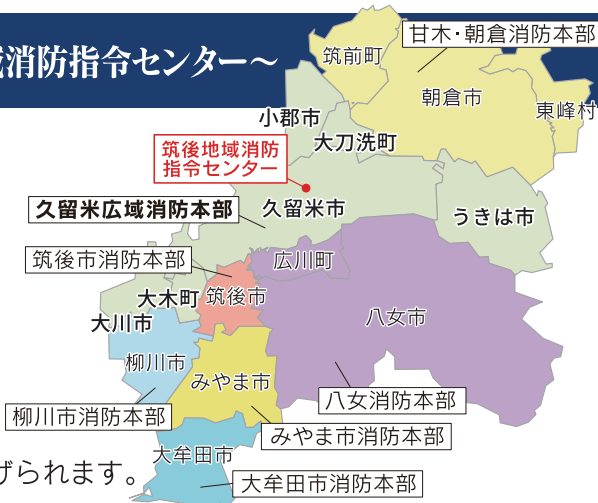 域消防指令センター～
甘木・朝倉消防本部
筑前町
朝倉市
東峰村
小郡市
大刀洗町
筑後地域消防
指令センター
久留米広域消防本部
久留米市
うきは市
筑後市消防本部
広川町
大木町
筑後市
大川市
八女市
柳川市
みやま市
八女消防本部
柳川市消防本部
みやま市消防本部
大牟田市
げられます。
大牟田市消防本部